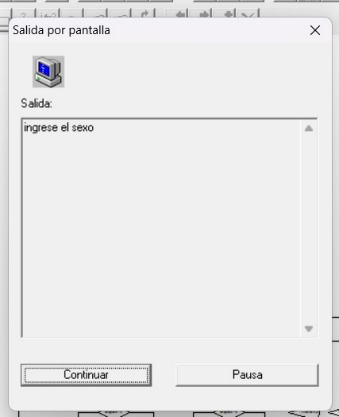 Salida por pantalla
Salida:
ingrese el sexo
Continuar
Pausa